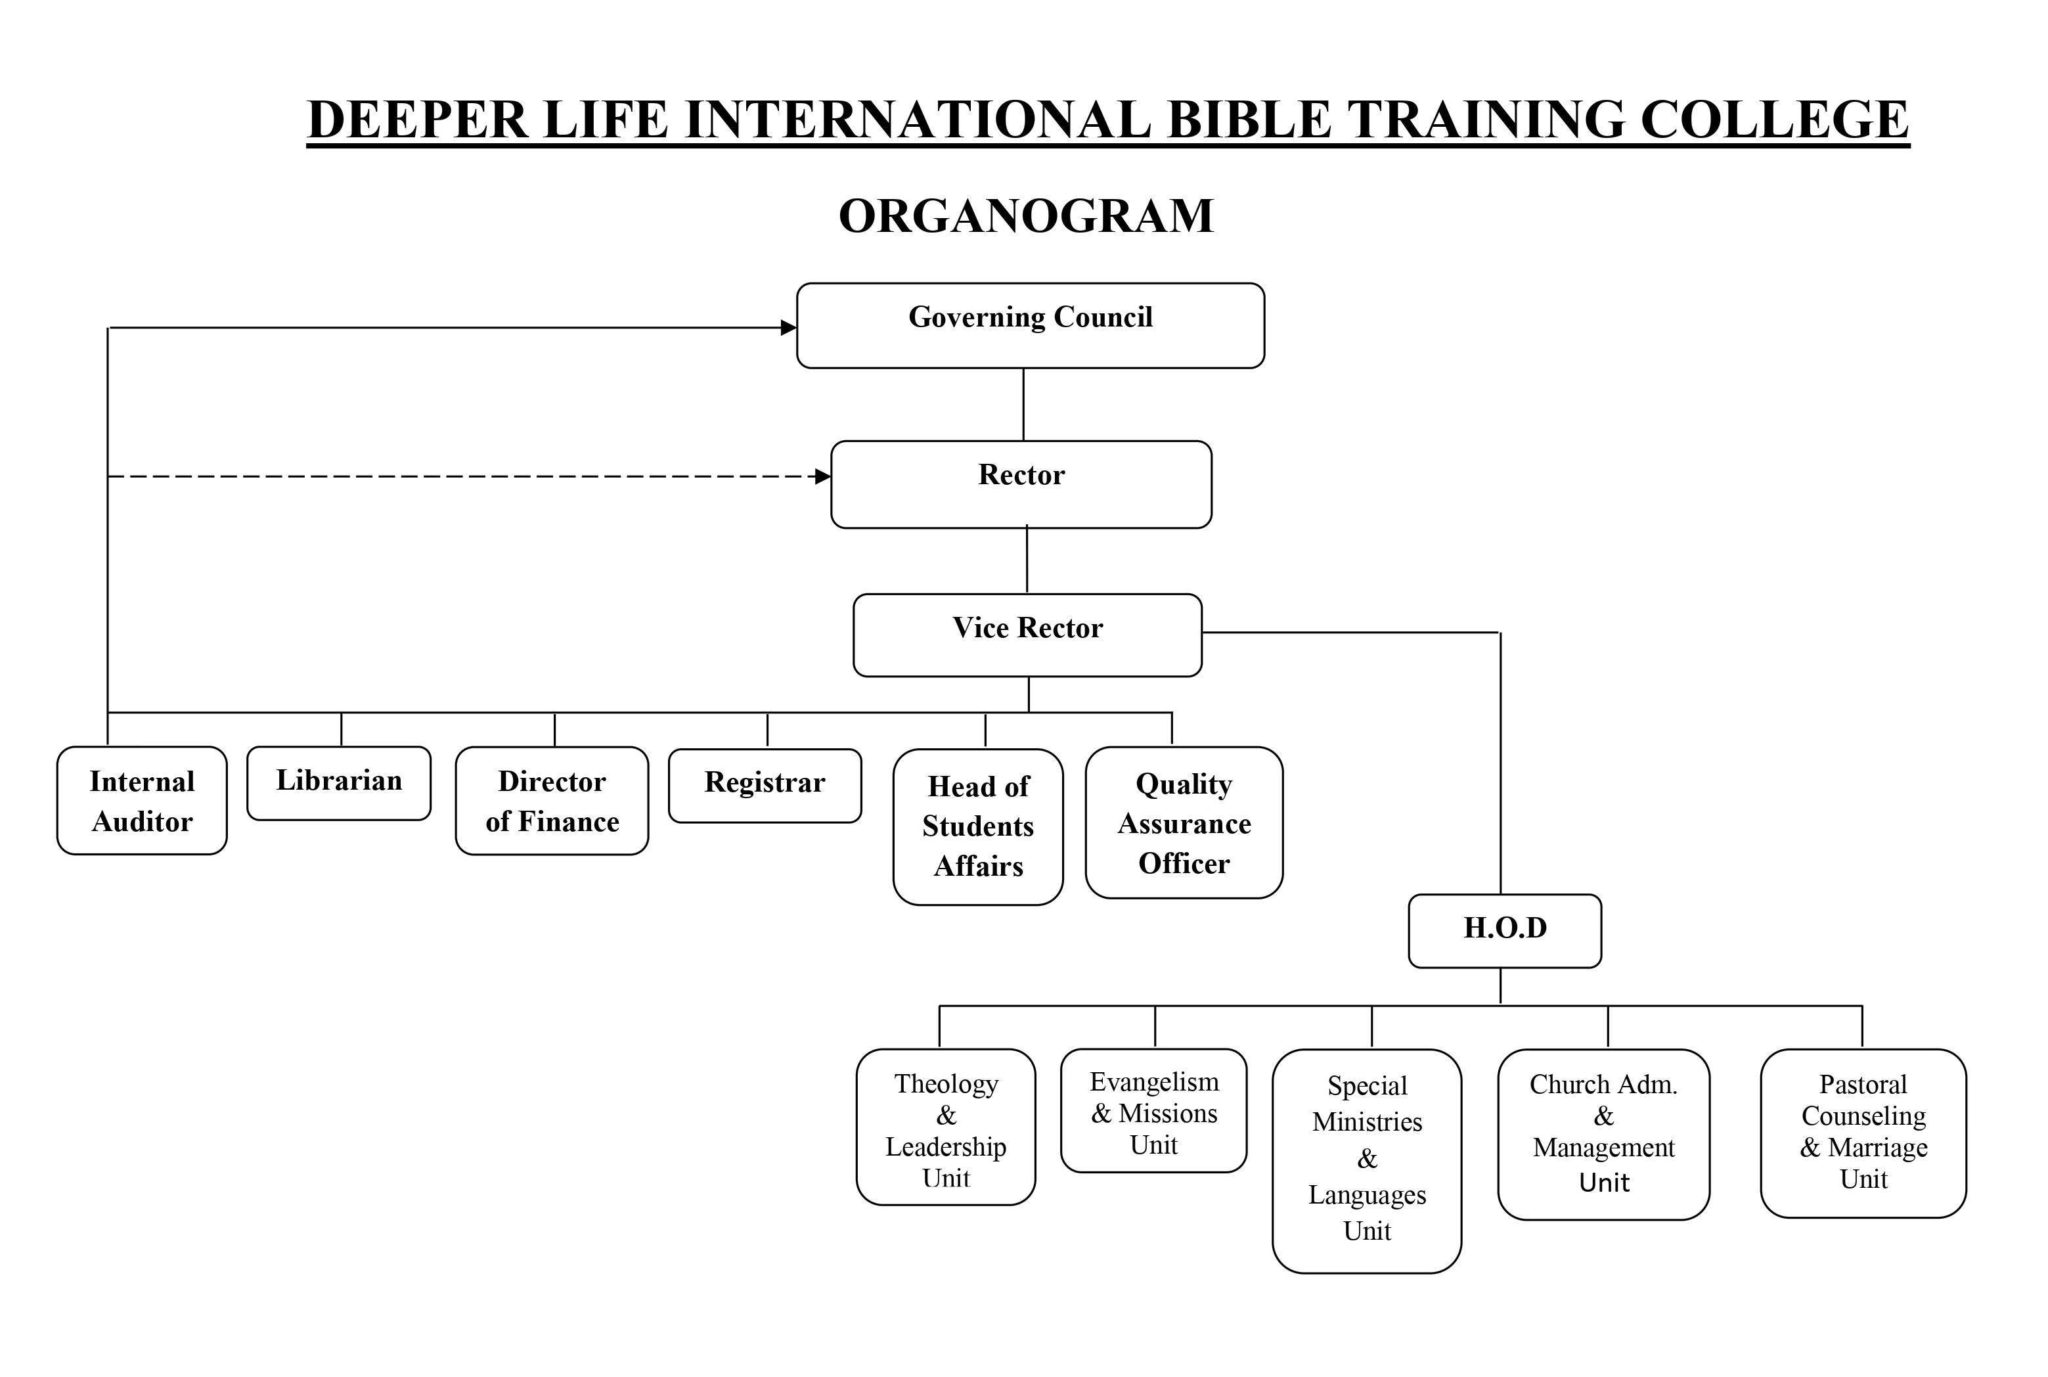 DEEPER LIFE INTERNATIONAL BIBLE TRAINING COLLEGE
ORGANOGRAM
Governing Council
Rector
Vice Rector
Internal
Auditor
Librarian
Director
of Finance
Registrar
Head of
Students
Affairs
Quality
Assurance
Officer
H.O.D
Theology
&
Leadership
Unit
Evangelism
& Missions
Unit
Special
Ministries
&
Languages
Unit
Church Adm.
&
Management
Unit
Pastoral
Counseling
& Marriage
Unit